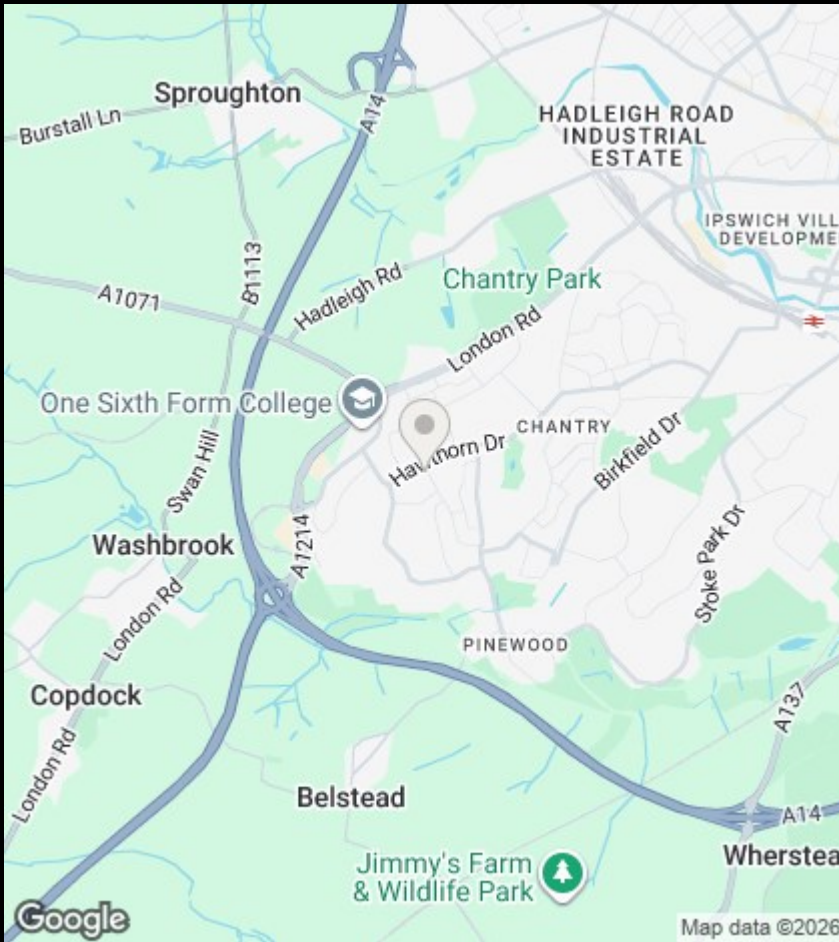 Sproughton
Burstall Ln
A14
HADLEIGH ROAD
INDUSTRIAL
ESTATE
IPSWICH VILL
DEVELOPME
B1113
Hadleigh Rd
Chantry Park
A1071
London Rd
One Sixth Form College
CHANTRY
Hawthorn Dr
Birkfield Dr
Swan Hill
A1214
Washbrook
Stoke Park Dr
London Rd
PINEWOOD
Copdock
A137
London Rd
Belstead
A14
Wherstea
Jimmy's Farm
& Wildlife Park
Google
Map data ©2026